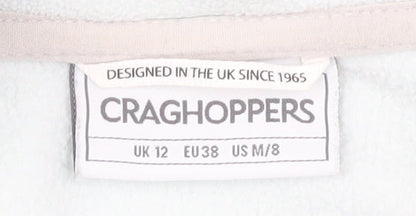 DESIGNED IN THE UK SINCE 1965
CRAGHOPPERS
UK 12 EU 38 US M/8